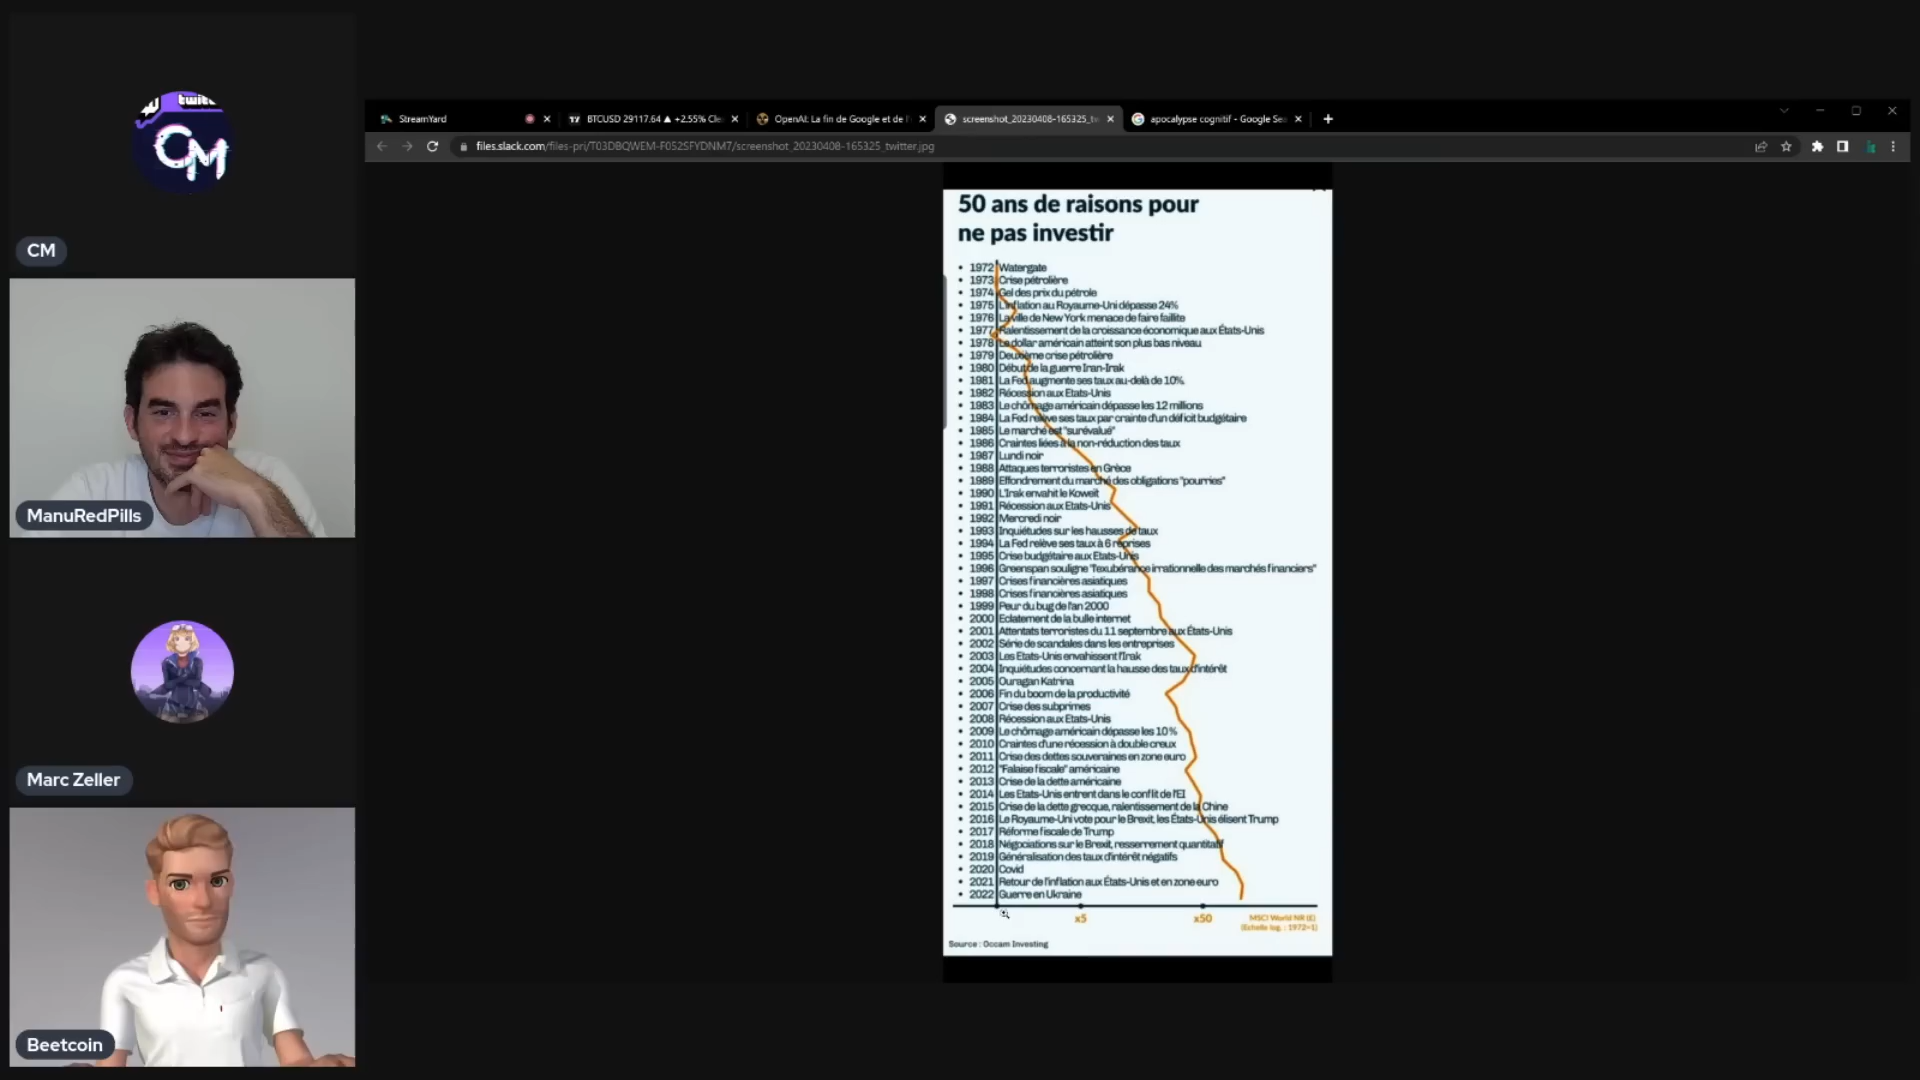 twitc
CM
CM
ManuRedPills
Marc Zeller
Beetcoin
StreamYard
BTCUSD 29117.64 ▲ +2.55% Cle
OpenAI: La fin de Google et de l'
screenshot_20230408-165325_tw
apocalypse cognitif - Google Sea
files.slack.com/files-pri/T03DBQWEM-F052SFYDNM7/screenshot_20230408-165325_twitter.jpg
50 ans de raisons pour
ne pas investir
• 1972 Watergate
• 1973 Crise pétrolière
• 1974 Gel des prix du pétrole
• 1975 L'inflation au Royaume-Uni dépasse 24%
• 1976 La ville de New York menace de faire faillite
• 1977 Ralentissement de la croissance économique aux États-Unis
• 1978 Le dollar américain atteint son plus bas niveau
• 1979 Deuxième crise pétrolière
• 1980 Début de la guerre Iran-Irak
• 1981 La Fed augmente ses taux au-delà de 10%
• 1982 Récession aux Etats-Unis
• 1983 Le chômage américain dépasse les 12 millions
• 1984 La Fed relève ses taux par crainte d'un déficit budgétaire
• 1985 Le marché est "surévalué"
• 1986 Craintes liées à la non-réduction des taux
• 1987 Lundi noir
• 1988 Attaques terroristes en Grèce
• 1989 Effondrement du marché des obligations "pourries"
• 1990 L'Irak envahit le Koweit
• 1991 Récession aux Etats-Unis
• 1992 Mercredi noir
• 1993 Inquiétudes sur les hausses de taux
• 1994 La Fed relève ses taux à 6 reprises
• 1995 Crise budgétaire aux Etats-Unis
• 1996 Greenspan souligne "l'exubérance irrationnelle des marchés financiers"
• 1997 Crises financières asiatiques
• 1998 Crises financières asiatiques
• 1999 Peur du bug de l'an 2000
• 2000 Eclatement de la bulle internet
• 2001 Attentats terroristes du 11 septembre aux États-Unis
• 2002 Série de scandales dans les entreprises
• 2003 Les Etats-Unis envahissent l'Irak
• 2004 Inquiétudes concernant la hausse des taux d'intérêt
• 2005 Ouragan Katrina
• 2006 Fin du boom de la productivité
• 2007 Crise des subprimes
• 2008 Récession aux Etats-Unis
• 2009 Le chômage américain dépasse les 10%
• 2010 Craintes d'une récession à double creux
• 2011 Crise des dettes souveraines en zone euro
• 2012 "Falaise fiscale" américaine
• 2013 Crise de la dette américaine
• 2014 Les Etats-Unis entrent dans le conflit de l'EI
• 2015 Crise de la dette grecque, ralentissement de la Chine
• 2016 Le Royaume-Uni vote pour le Brexit, les États-Unis élisent Trump
• 2017 Réforme fiscale de Trump
• 2018 Négociations sur le Brexit, resserrement quantitatif
• 2019 Généralisation des taux d'intérêt négatifs
• 2020 Covid
• 2021 Retour de l'inflation aux États-Unis et en zone euro
• 2022 Guerre en Ukraine
x5
x50
MSCI World NR (E)
(Echelle log. : 1972=1)
Source : Occam Investing